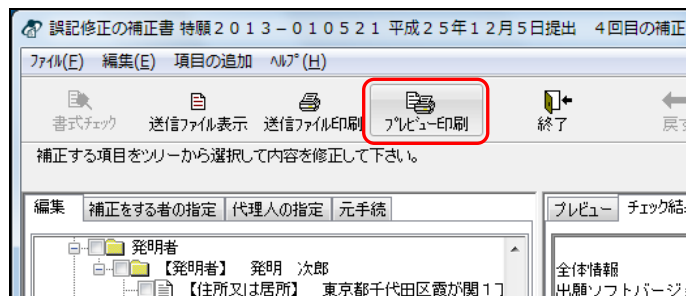 誤記修正の補正書 特願２０１３－０１０５２１ 平成２５年１２月５日提出　４回目の補正
ﾌｧｲﾙ(F)　編集(E)　項目の追加　ﾍﾙﾌﾟ(H)
書式ﾁｪｯｸ　送信ﾌｧｲﾙ表示　送信ﾌｧｲﾙ印刷　ﾌﾟﾚﾋﾞｭｰ印刷　終了　戻す
補正する項目をツリーから選択して内容を修正して下さい。
編集　補正をする者の指定　代理人の指定　元手続　プレビュー　チェック結
発明者
【発明者】　発明　次郎
【住所又は居所】　東京都千代田区霞が関１丁
全体情報
出願ソフトバージョ